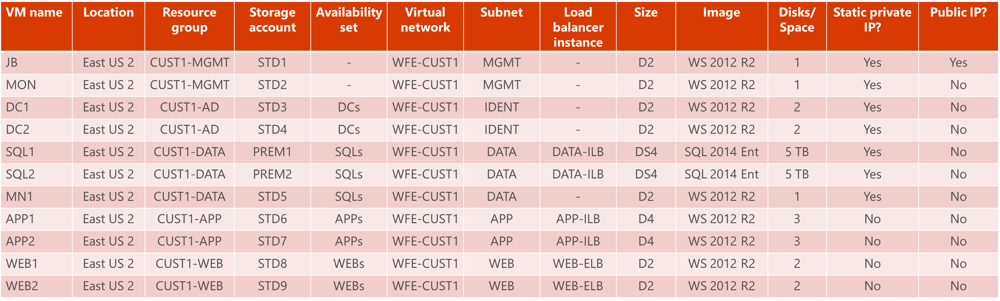 VM name Location Resource group Storage account Availability set Virtual network Subnet Load balancer instance Size Image Disks/ Space Static private IP? Public IP?
JB East US 2 CUST1-MGMT STD1 - WFE-CUST1 MGMT - D2 WS 2012 R2 1 Yes Yes
MON East US 2 CUST1-MGMT STD2 - WFE-CUST1 MGMT - D2 WS 2012 R2 1 Yes No
DC1 East US 2 CUST1-AD STD3 DCs WFE-CUST1 IDENT - D2 WS 2012 R2 2 Yes No
DC2 East US 2 CUST1-AD STD4 DCs WFE-CUST1 IDENT - D2 WS 2012 R2 2 Yes No
SQL1 East US 2 CUST1-DATA PREM1 SQLs WFE-CUST1 DATA DATA-ILB DS4 SQL 2014 Ent 5 TB Yes No
SQL2 East US 2 CUST1-DATA PREM2 SQLs WFE-CUST1 DATA DATA-ILB DS4 SQL 2014 Ent 5 TB Yes No
MN1 East US 2 CUST1-DATA STD5 SQLs WFE-CUST1 DATA - D2 WS 2012 R2 1 Yes No
APP1 East US 2 CUST1-APP STD6 APPs WFE-CUST1 APP APP-ILB D4 WS 2012 R2 3 No No
APP2 East US 2 CUST1-APP STD7 APPs WFE-CUST1 APP APP-ILB D4 WS 2012 R2 3 No No
WEB1 East US 2 CUST1-WEB STD8 WEBs WFE-CUST1 WEB WEB-ELB D2 WS 2012 R2 2 No No
WEB2 East US 2 CUST1-WEB STD9 WEBs WFE-CUST1 WEB WEB-ELB D2 WS 2012 R2 2 No No